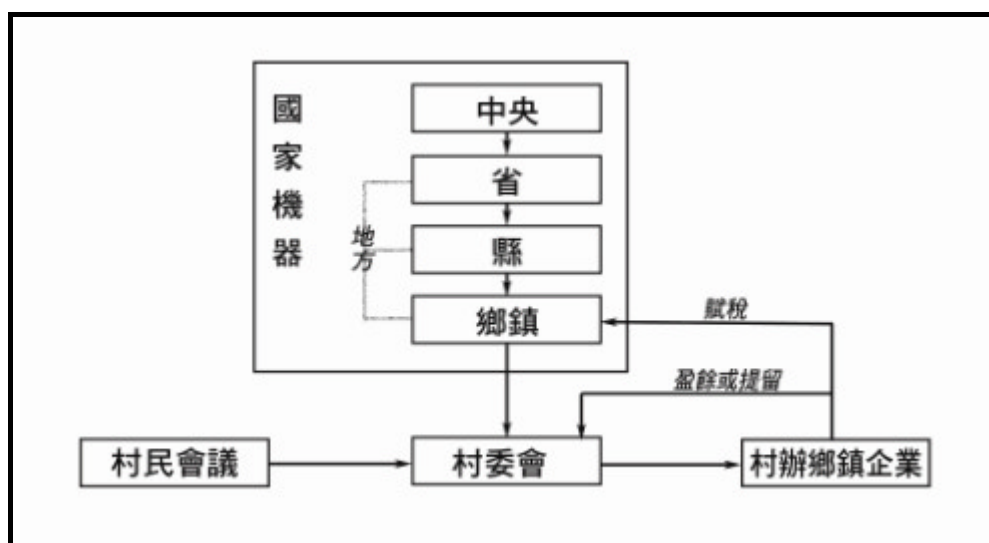 國家機器
中央
省
縣
地方
鄉鎮
賦稅
盈餘或提留
村民會議
村委會
村辦鄉鎮企業